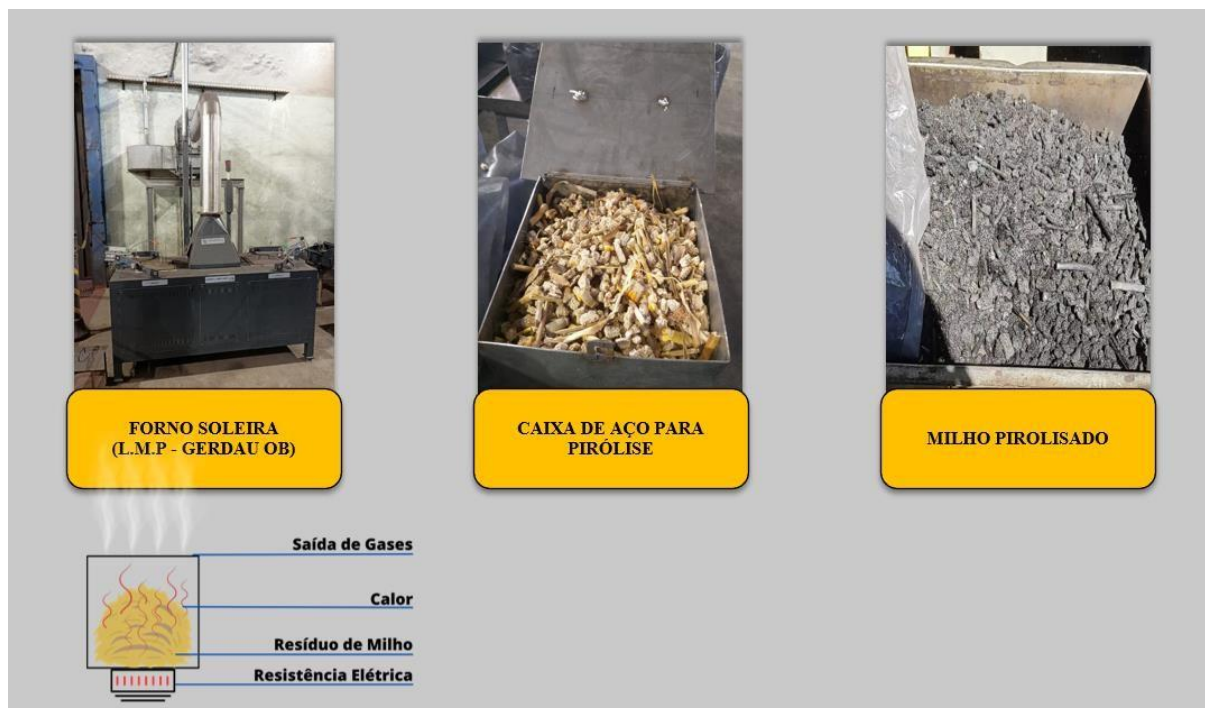 FORNO SOLEIRA
(L.M.P - GERDAU OB)
CAIXA DE AÇO PARA
PIRÓLISE
MILHO PIROLISADO
Saída de Gases
Calor
Resíduo de Milho
Resistência Elétrica